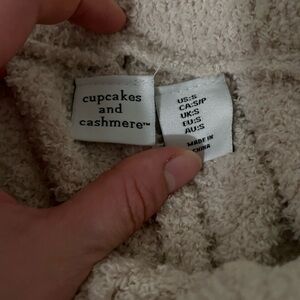 cupcakes
and
cashmere™
US:S
CA:S/P
UK:S
EU:S
AU:S
MADE IN
CHINA